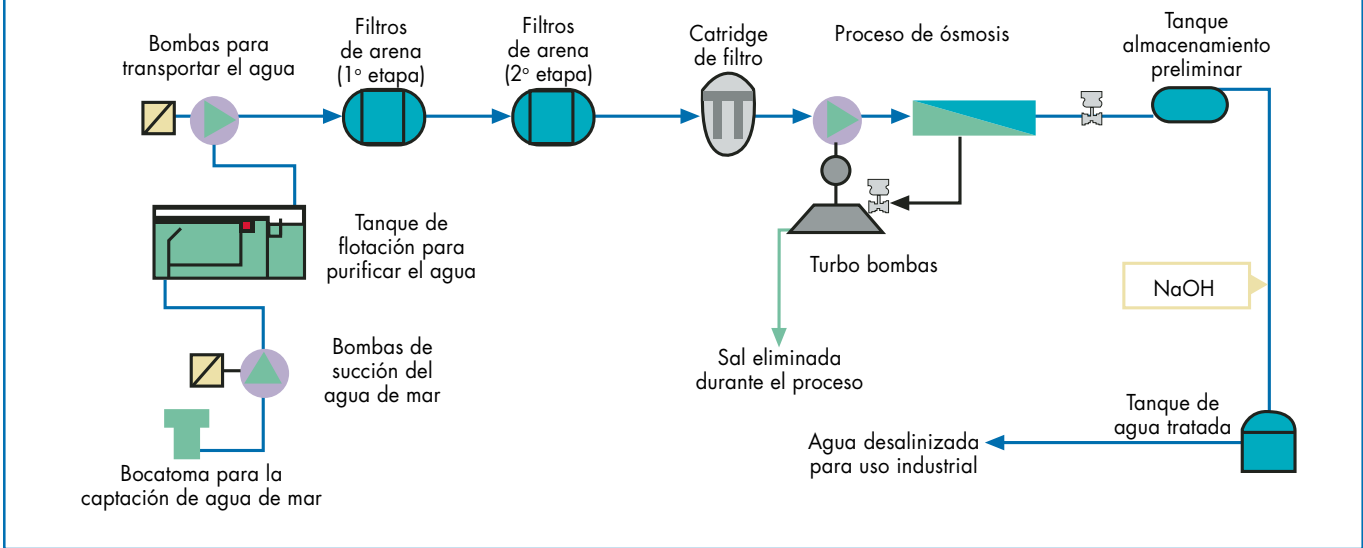 Bombas para
transportar el agua
Filtros
de arena
(1º etapa)
Filtros
de arena
(2º etapa)
Catridge
de filtro
Proceso de ósmosis
Tanque
almacenamiento
preliminar
Tanque de
flotación para
purificar el agua
Turbo bombas
NaOH
Bombas de
succión del
agua de mar
Sal eliminada
durante el proceso
Tanque de
agua tratada
Agua desalinizada
para uso industrial
Bocatoma para la
captación de agua de mar